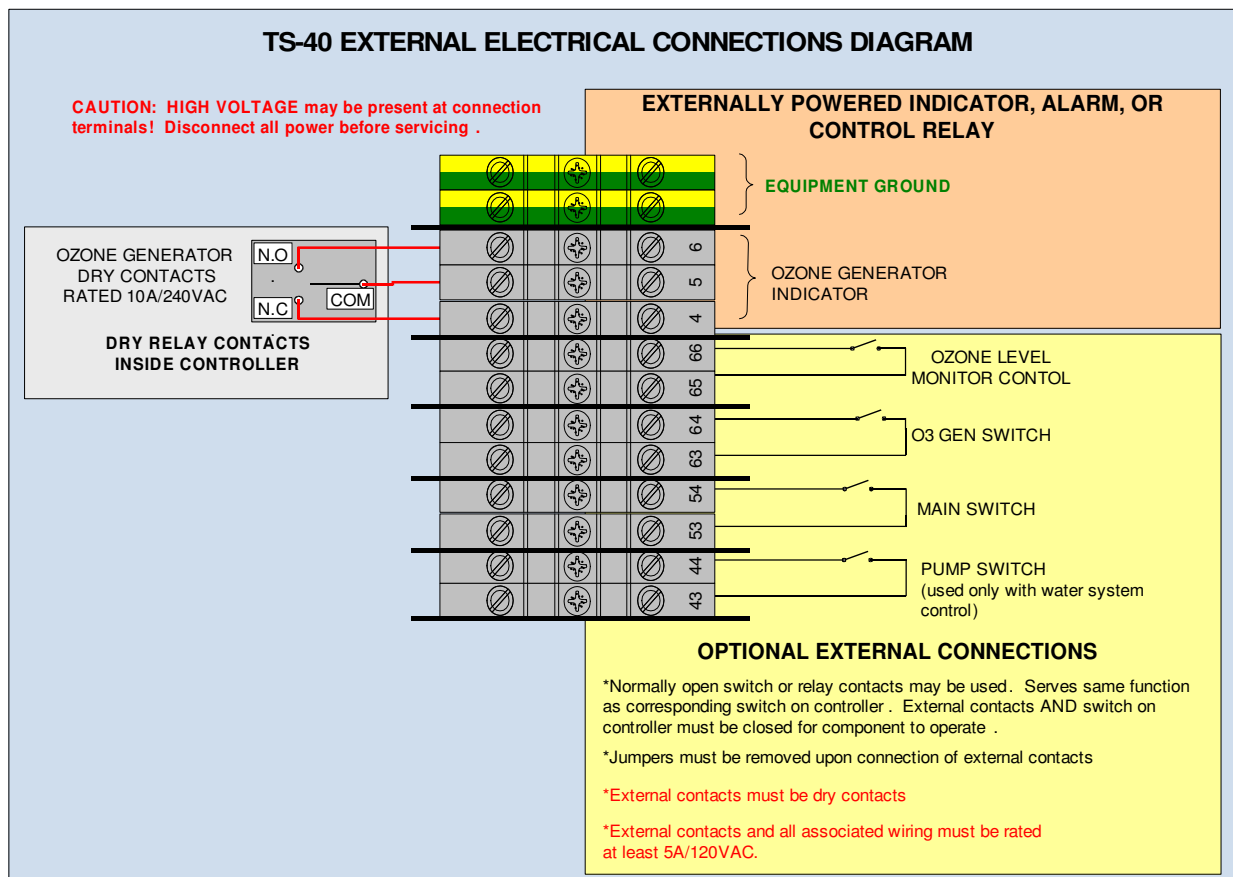 TS-40 EXTERNAL ELECTRICAL CONNECTIONS DIAGRAM
CAUTION: HIGH VOLTAGE may be present at connection
terminals! Disconnect all power before servicing .
EXTERNALLY POWERED INDICATOR, ALARM, OR
CONTROL RELAY
EQUIPMENT GROUND
OZONE GENERATOR
DRY CONTACTS
RATED 10A/240VAC
N.O
COM
N.C
DRY RELAY CONTACTS
INSIDE CONTROLLER
6
5
4
OZONE GENERATOR
INDICATOR
66
65
OZONE LEVEL
MONITOR CONTOL
64
63
O3 GEN SWITCH
54
53
MAIN SWITCH
44
43
PUMP SWITCH
(used only with water system
control)
OPTIONAL EXTERNAL CONNECTIONS
*Normally open switch or relay contacts may be used. Serves same function
as corresponding switch on controller . External contacts AND switch on
controller must be closed for component to operate .
*Jumpers must be removed upon connection of external contacts
*External contacts must be dry contacts
*External contacts and all associated wiring must be rated
at least 5A/120VAC.